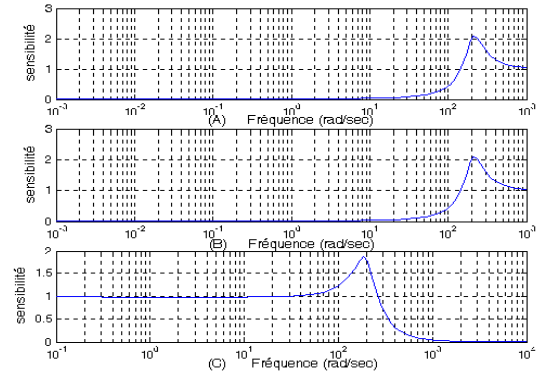 3
2
1
0
sensibilité
10^-3 10^-2 10^-1 10^0 10^1 10^2 10^3
(A) Fréquence (rad/sec)
3
2
1
0
sensibilité
10^-3 10^-2 10^-1 10^0 10^1 10^2 10^3
(B) Fréquence (rad/sec)
2
1.5
1
0.5
0
sensibilité
10^-1 10^0 10^1 10^2 10^3 10^4
(C) Fréquence (rad/sec)